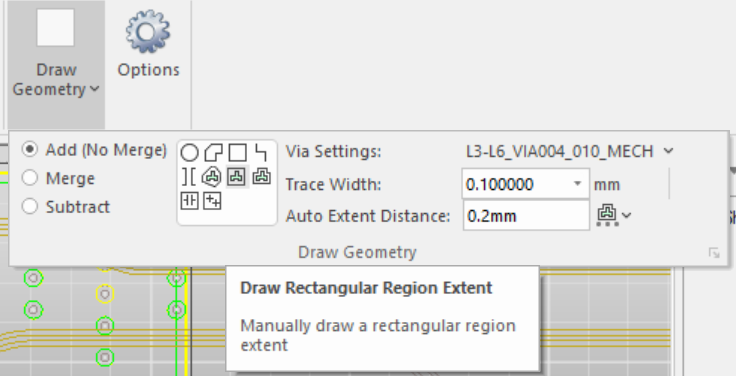 Draw
Geometry
Options
Add (No Merge)
Merge
Subtract
Via Settings:
L3-L6_VIA004_010_MECH
Trace Width:
0.100000
mm
Auto Extent Distance:
0.2mm
Draw Geometry
Draw Rectangular Region Extent
Manually draw a rectangular region
extent